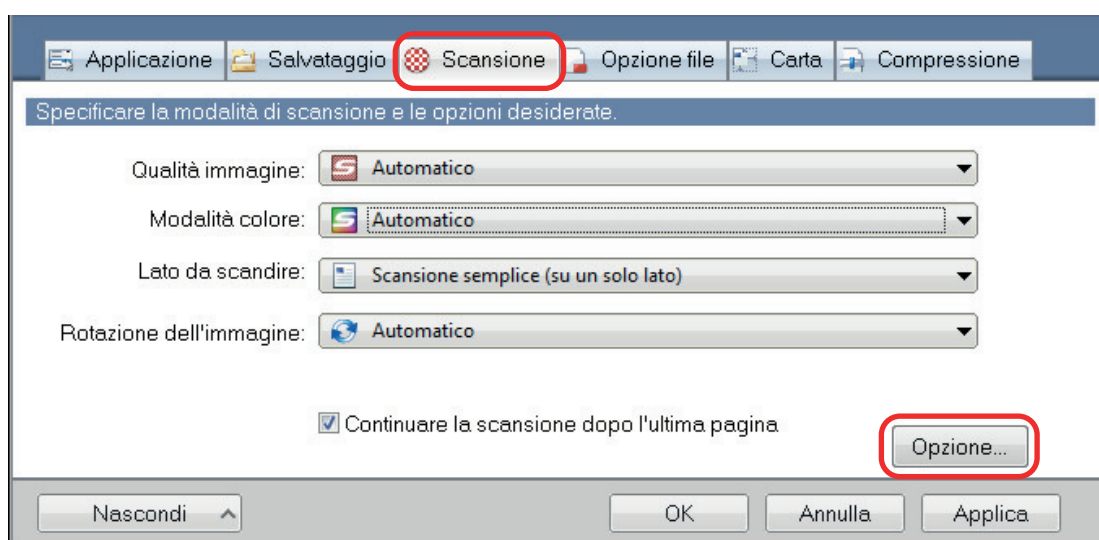 Applicazione Salvataggio Scansione Opzione file Carta Compressione
Specificare la modalità di scansione e le opzioni desiderate.
Qualità immagine: Automatico
Modalità colore: Automatico
Lato da scandire: Scansione semplice (su un solo lato)
Rotazione dell'immagine: Automatico
Continuare la scansione dopo l'ultima pagina
Opzione...
Nascondi OK Annulla Applica